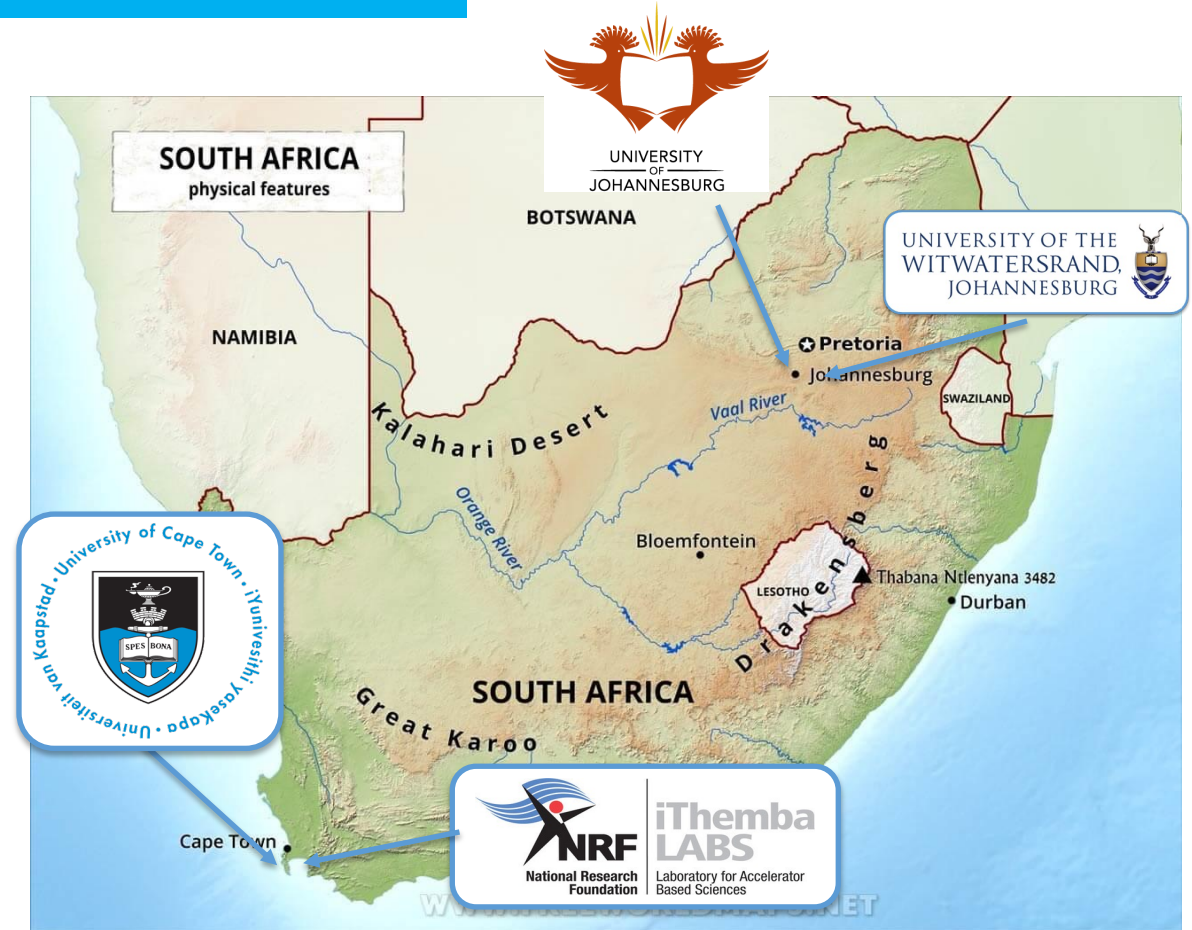 UNIVERSITY
OF
JOHANNESBURG
SOUTH AFRICA
physical features
BOTSWANA
UNIVERSITY OF THE
WITWATERSRAND,
JOHANNESBURG
NAMIBIA
Pretoria
Johannesburg
SWAZILAND
Vaal River
Kalahari Desert
Orange River
Bloemfontein
Drakensberg
LESOTHO
Thabana Ntlenyana 3482
Durban
University of Cape Town • iYunivesithi yaseKapa • Universiteit van Kaapstad •
SPES BONA
SOUTH AFRICA
Great Karoo
Cape Town
NRF
National Research
Foundation
iThemba
LABS
Laboratory for Accelerator
Based Sciences
WWW.FREEWORLDMAPS.NET